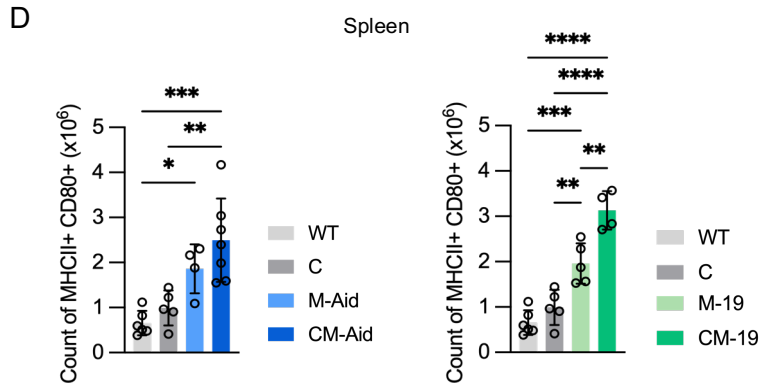 D
Spleen
Count of MHCII+ CD80+ (x10⁶)
5
4
3
2
1
0
***
**
*
WT
C
M-Aid
CM-Aid
Count of MHCII+ CD80+ (x10⁶)
5
4
3
2
1
0
****
****
***
**
**
WT
C
M-19
CM-19